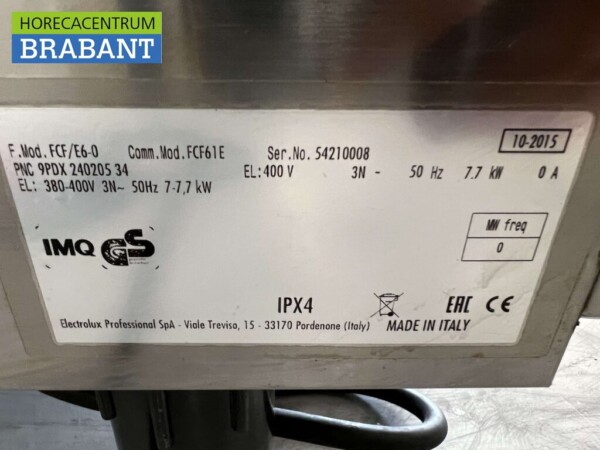 HORECACENTRUM
BRABANT
10-2015
F.Mod. FCF/E6-0 Comm.Mod. FCF61E Ser.No. 54210008
PNC 9PDX 240205 34 EL: 400 V 3N ~ 50 Hz 7.7 kW 0 A
EL: 380-400V 3N~ 50Hz 7-7,7 kW
MW freq
0
IMQ GS
IPX4 EAC CE
Electrolux Professional SpA - Viale Treviso, 15 - 33170 Pordenone (Italy) MADE IN ITALY